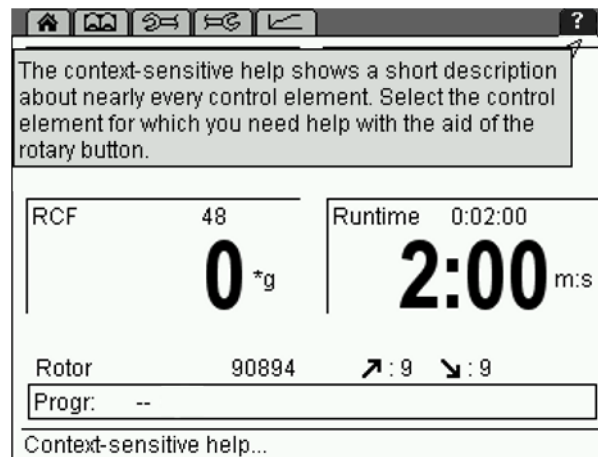 ?
The context-sensitive help shows a short description
about nearly every control element. Select the control
element for which you need help with the aid of the
rotary button.
RCF 48
0 *g
Runtime 0:02:00
2:00 m:s
Rotor 90894 ↗:9 ↘:9
Progr: --
Context-sensitive help...